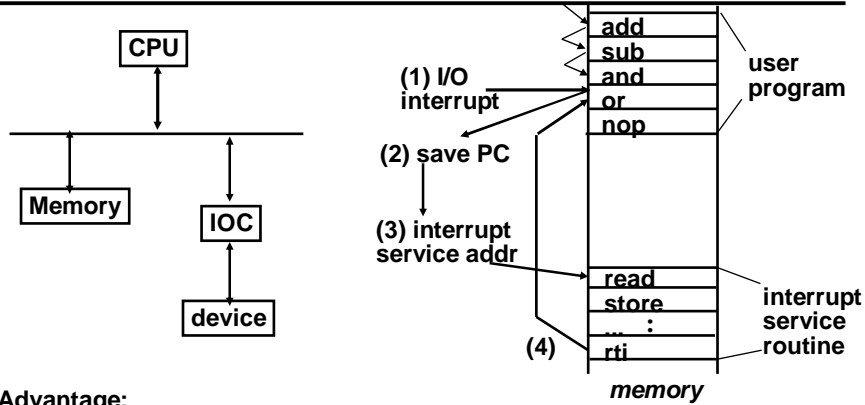 CPU
Memory
IOC
device
(1) I/O
interrupt
(2) save PC
(3) interrupt
service addr
(4)
add
sub
and
or
nop
user
program
read
store
... :
rti
interrupt
service
routine
memory
Advantage: